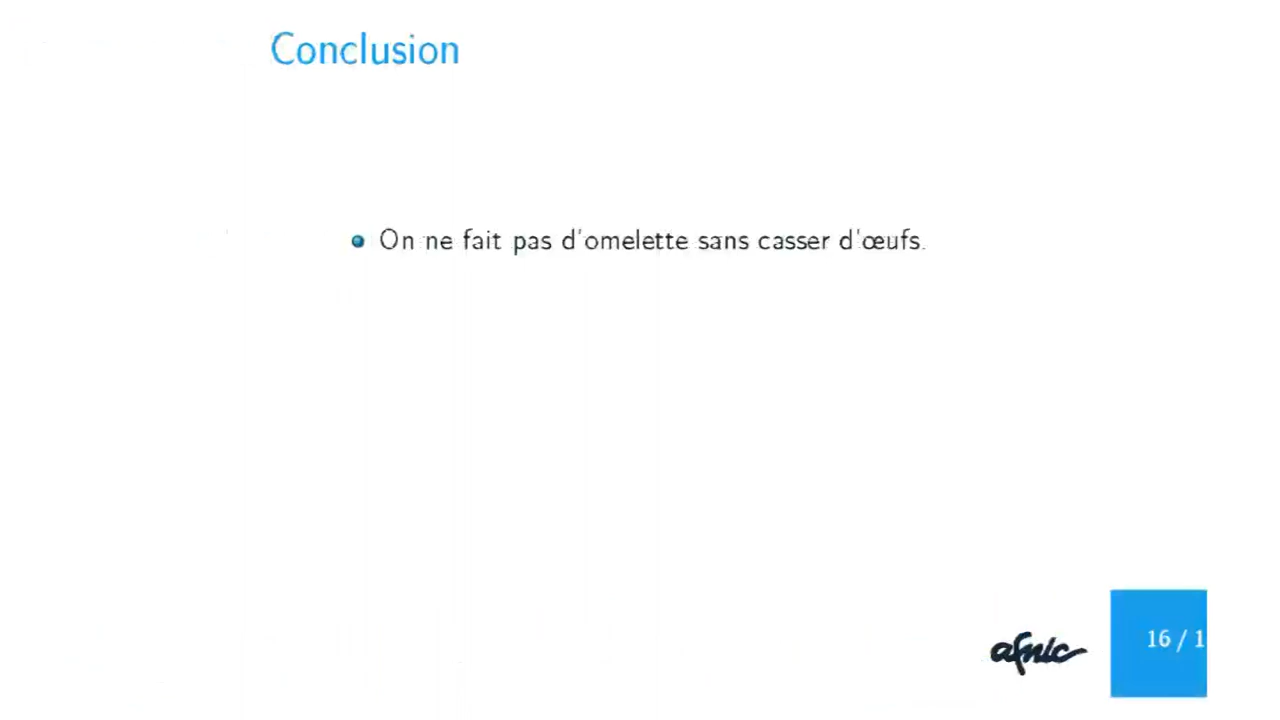 Conclusion
On ne fait pas d'omelette sans casser d'œufs.
afnic
16 / 1